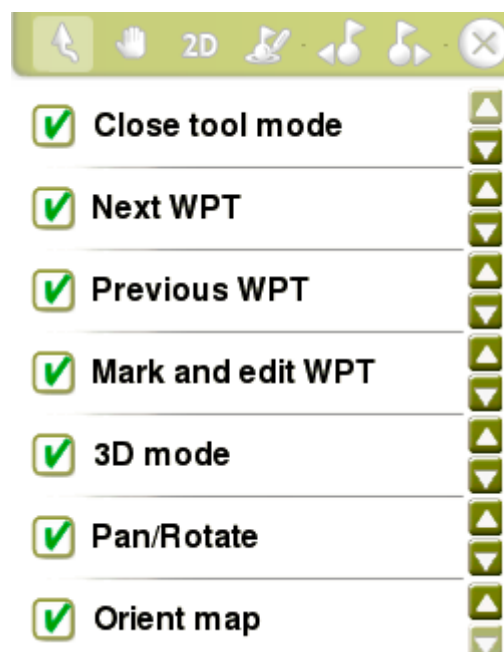 2D
Close tool mode
Next WPT
Previous WPT
Mark and edit WPT
3D mode
Pan/Rotate
Orient map